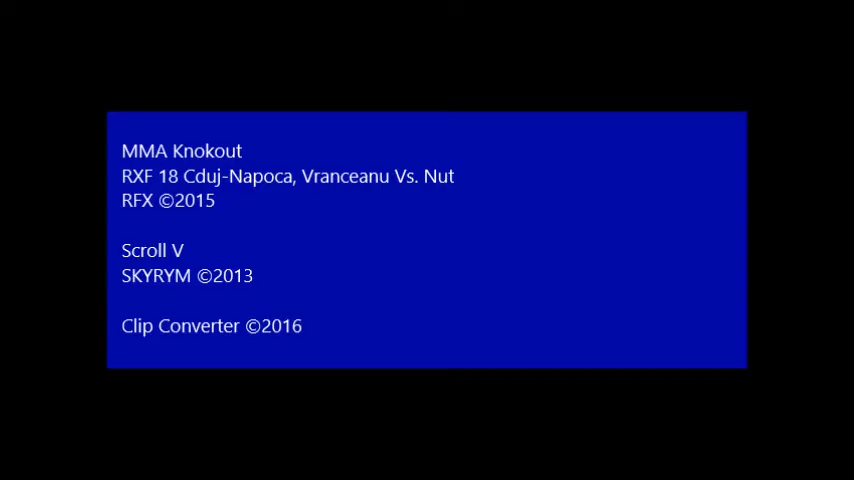 MMA Knokout
RXF 18 Cduj-Napoca, Vranceanu Vs. Nut
RFX ©2015
Scroll V
SKYRYM ©2013
Clip Converter ©2016